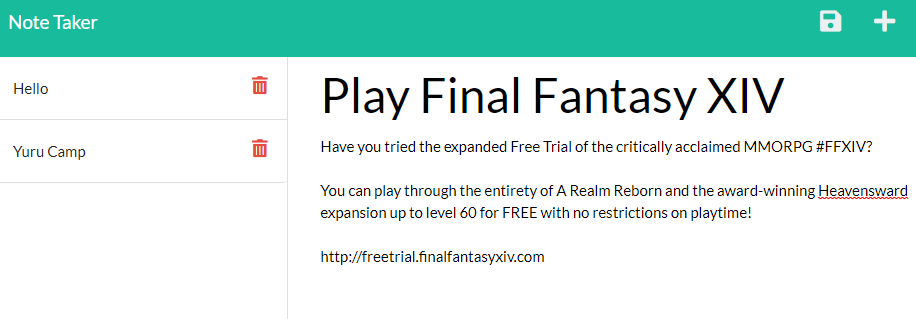 Note Taker
Hello
Yuru Camp
Play Final Fantasy XIV
Have you tried the expanded Free Trial of the critically acclaimed MMORPG #FFXIV?
You can play through the entirety of A Realm Reborn and the award-winning Heavensward
expansion up to level 60 for FREE with no restrictions on playtime!
http://freetrial.finalfantasyxiv.com